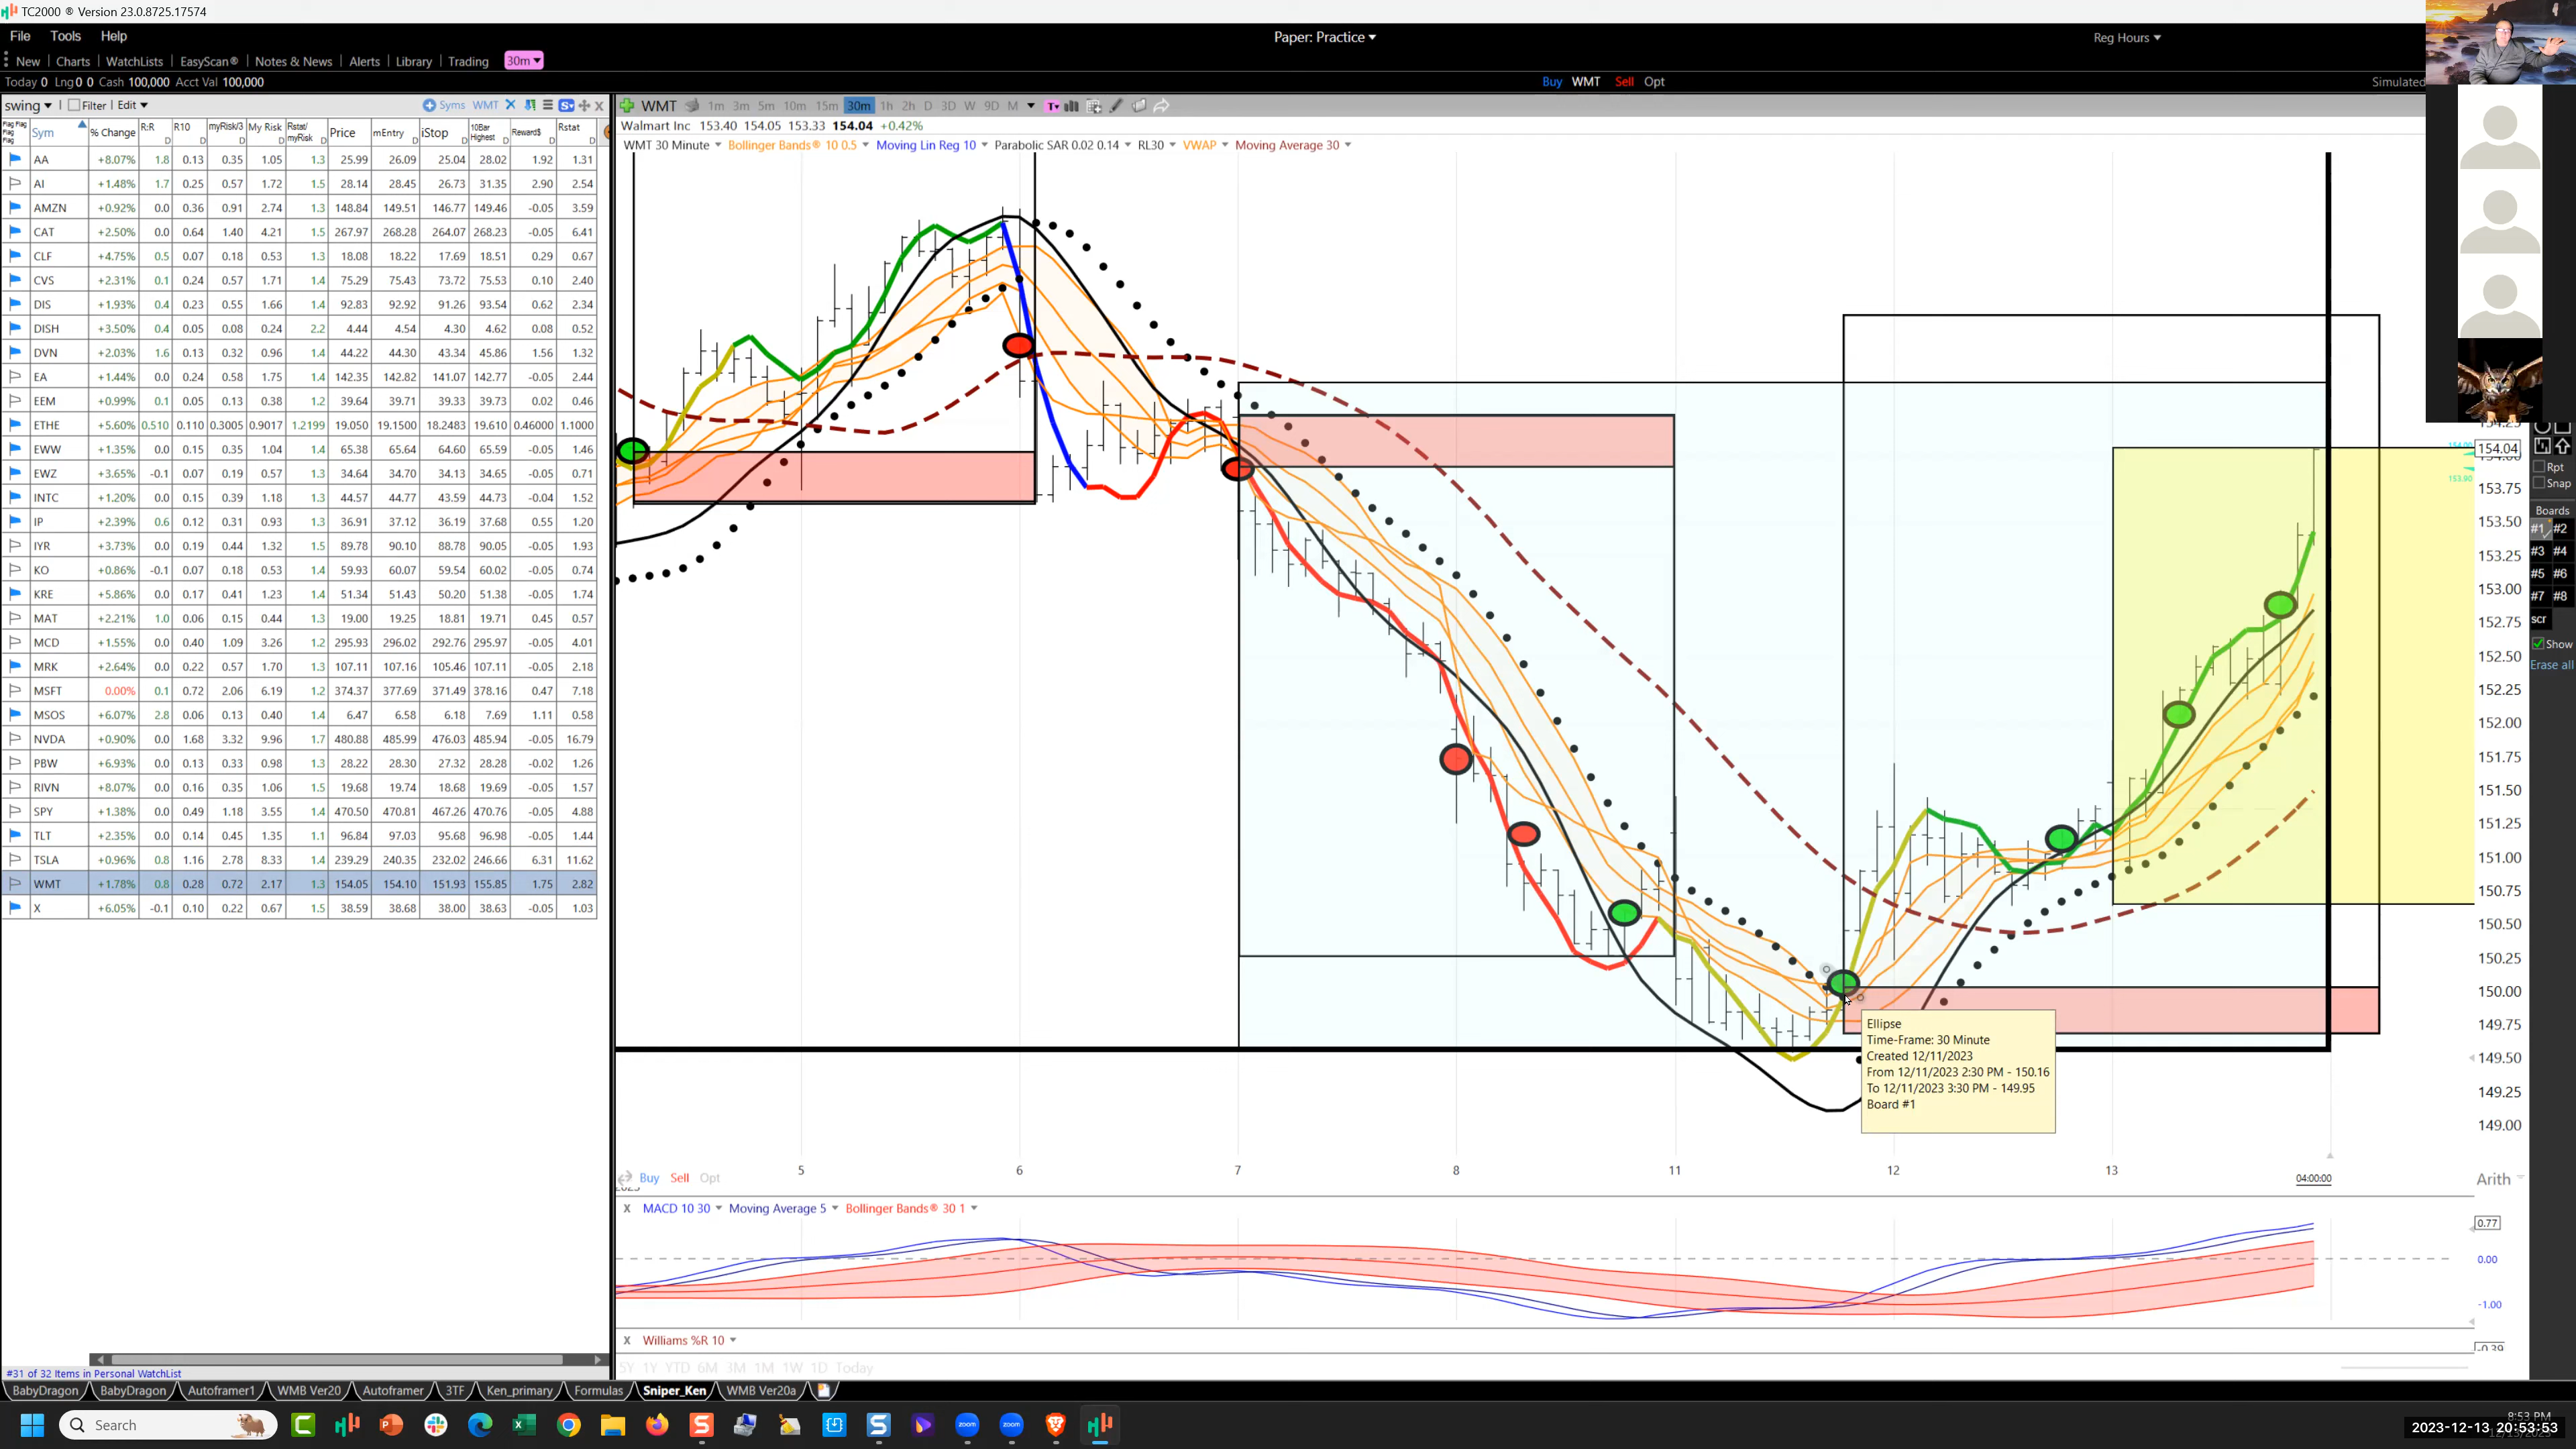 TC2000 ® Version 23.0.8725.17574
File Tools Help
Paper: Practice
Reg Hours
New Charts WatchLists EasyScan® Notes & News Alerts Library Trading 30m
Today 0 Lng0 0 Cash 100,000 Acct Val 100,000
Buy WMT Sell Opt
Simulated
swing Filter Edit Syms WMT
WMT 1m 3m 5m 10m 15m 30m 1h 2h D 3D W 9D M
Walmart Inc 153.40 154.05 153.33 154.04 +0.42%
WMT 30 Minute Bollinger Bands® 10 0.5 Moving Lin Reg 10 Parabolic SAR 0.02 0.14 RL30 VWAP Moving Average 30
Flag Sym % Change R:R R10 myRisk/3 My Risk Rstat/myRisk Price mEntry iStop 10Bar Highest Reward$ Rstat
AA +8.07% 1.8 0.13 0.35 1.05 1.3 25.99 26.09 25.04 28.02 1.92 1.31
AI +1.48% 1.7 0.25 0.57 1.72 1.5 28.14 28.45 26.73 31.35 2.90 2.54
AMZN +0.92% 0.0 0.36 0.91 2.74 1.3 148.84 149.51 146.77 149.46 -0.05 3.59
CAT +2.50% 0.0 0.64 1.40 4.21 1.5 267.97 268.28 264.07 268.23 -0.05 6.41
CLF +4.75% 0.5 0.07 0.18 0.53 1.3 18.08 18.22 17.69 18.51 0.29 0.67
CVS +2.31% 0.1 0.24 0.57 1.71 1.4 75.29 75.43 73.72 75.53 0.10 2.40
DIS +1.93% 0.4 0.23 0.55 1.66 1.4 92.83 92.92 91.26 93.54 0.62 2.34
DISH +3.50% 0.4 0.05 0.08 0.24 2.2 4.44 4.54 4.30 4.62 0.08 0.52
DVN +2.03% 1.6 0.13 0.32 0.96 1.4 44.22 44.30 43.34 45.86 1.56 1.32
EA +1.44% 0.0 0.24 0.58 1.75 1.4 142.35 142.82 141.07 142.77 -0.05 2.44
EEM +0.99% 0.1 0.05 0.13 0.38 1.2 39.64 39.71 39.33 39.73 0.02 0.46
ETHE +5.60% 0.510 0.110 0.3005 0.9017 1.2199 19.050 19.1500 18.2483 19.610 0.46000 1.1000
EWW +1.35% 0.0 0.15 0.35 1.04 1.4 65.38 65.64 64.60 65.59 -0.05 1.46
EWZ +3.65% -0.1 0.07 0.19 0.57 1.3 34.64 34.70 34.13 34.65 -0.05 0.71
INTC +1.20% 0.0 0.15 0.39 1.18 1.3 44.57 44.77 43.59 44.73 -0.04 1.52
IP +2.39% 0.6 0.12 0.31 0.93 1.3 36.91 37.12 36.19 37.68 0.55 1.20
IYR +3.73% 0.0 0.19 0.44 1.32 1.5 89.78 90.10 88.78 90.05 -0.05 1.93
KO +0.86% -0.1 0.07 0.18 0.53 1.4 59.93 60.07 59.54 60.02 -0.05 0.74
KRE +5.86% 0.0 0.17 0.41 1.23 1.4 51.34 51.43 50.20 51.38 -0.05 1.74
MAT +2.21% 1.0 0.06 0.15 0.44 1.3 19.00 19.25 18.81 19.71 0.45 0.57
MCD +1.55% 0.0 0.40 1.09 3.26 1.2 295.93 296.02 292.76 295.97 -0.05 4.01
MRK +2.64% 0.0 0.22 0.57 1.70 1.3 107.11 107.16 105.46 107.11 -0.05 2.18
MSFT 0.00% 0.1 0.72 2.06 6.19 1.2 374.37 377.69 371.49 378.16 0.47 7.18
MSOS +6.07% 2.8 0.06 0.13 0.40 1.4 6.47 6.58 6.18 7.69 1.11 0.58
NVDA +0.90% 0.0 1.68 3.32 9.96 1.7 480.88 485.99 476.03 485.94 -0.05 16.79
PBW +6.93% 0.0 0.13 0.33 0.98 1.3 28.22 28.30 27.32 28.28 -0.02 1.26
RIVN +8.07% 0.0 0.16 0.35 1.06 1.5 19.68 19.74 18.68 19.69 -0.05 1.57
SPY +1.38% 0.0 0.49 1.18 3.55 1.4 470.50 470.81 467.26 470.76 -0.05 4.88
TLT +2.35% 0.0 0.14 0.45 1.35 1.1 96.84 97.03 95.68 96.98 -0.05 1.44
TSLA +0.96% 0.8 1.16 2.78 8.33 1.4 239.29 240.35 232.02 246.66 6.31 11.62
WMT +1.78% 0.8 0.28 0.72 2.17 1.3 154.05 154.10 151.93 155.85 1.75 2.82
X +6.05% -0.1 0.10 0.22 0.67 1.5 38.59 38.68 38.00 38.63 -0.05 1.03
154.04
153.90
153.75
153.50
153.25
153.00
152.75
152.50
152.25
152.00
151.75
151.50
151.25
151.00
150.75
150.50
150.25
150.00
149.75
149.50
149.25
149.00
Rpt
Snap
Boards
#1 #2
#3 #4
#5 #6
#7 #8
scr
Show
Erase all
Ellipse
Time-Frame: 30 Minute
Created 12/11/2023
From 12/11/2023 2:30 PM - 150.16
To 12/11/2023 3:30 PM - 149.95
Board #1
5 6 7 8 11 12 13
04:00:00
Arith
Buy Sell Opt
X MACD 10 30 Moving Average 5 Bollinger Bands® 30 1
0.77
0.00
-1.00
X Williams %R 10
5Y 1Y YTD 6M 3M 1M 1W 1D Today
#31 of 32 Items in Personal WatchList
BabyDragon BabyDragon Autoframer1 WMB Ver20 Autoframer 3TF Ken_primary Formulas Sniper_Ken WMB Ver20a
Search
zoom zoom
8:53 PM
2023-12-13 20:53:53